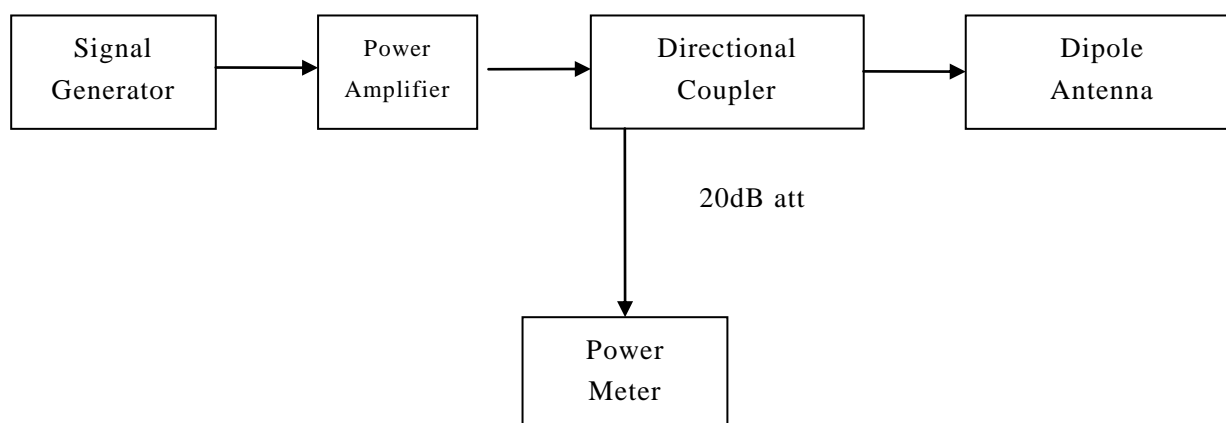 Signal
Generator
Power
Amplifier
Directional
Coupler
Dipole
Antenna
20dB att
Power
Meter